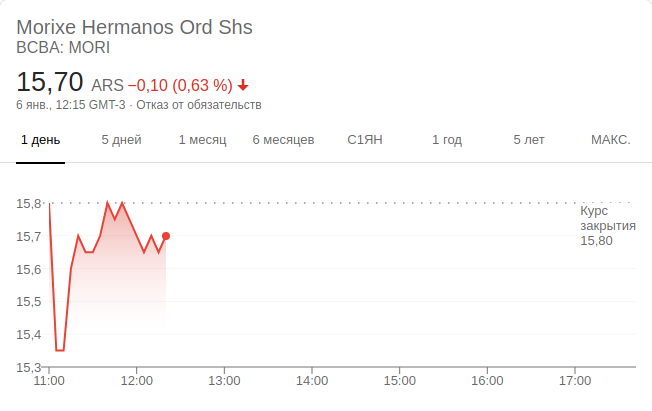 Morixe Hermanos Ord Shs
BCBA: MORI
15,70 ARS −0,10 (0,63 %)
6 янв., 12:15 GMT-3 · Отказ от обязательств
1 день 5 дней 1 месяц 6 месяцев С1ЯН 1 год 5 лет МАКС.
15,8
Курс
закрытия
15,80
15,7
15,6
15,5
15,4
15,3
11:00 12:00 13:00 14:00 15:00 16:00 17:00